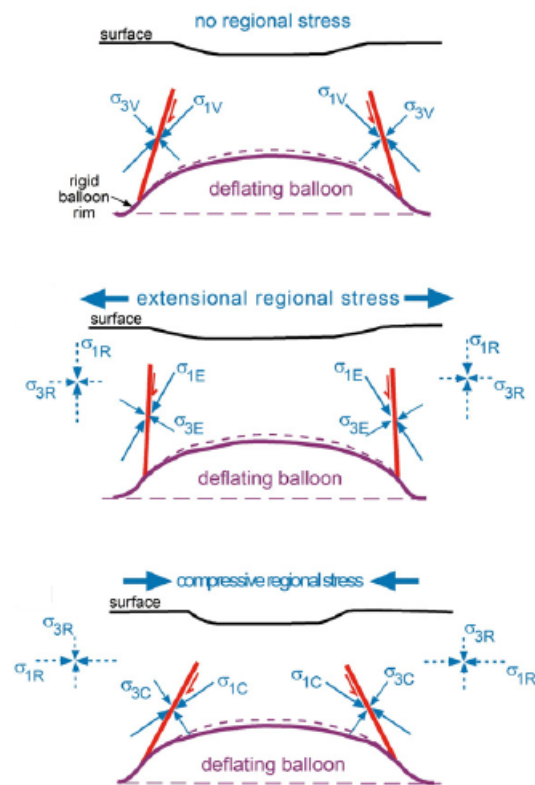 no regional stress
surface
σ3V σ1V σ1V σ3V
rigid
balloon
rim
deflating balloon
extensional regional stress
surface
σ1R σ1R
σ3R σ3R
σ1E σ1E
σ3E σ3E
deflating balloon
compressive regional stress
surface
σ3R σ3R
σ1R σ1R
σ3C σ1C σ1C σ3C
deflating balloon